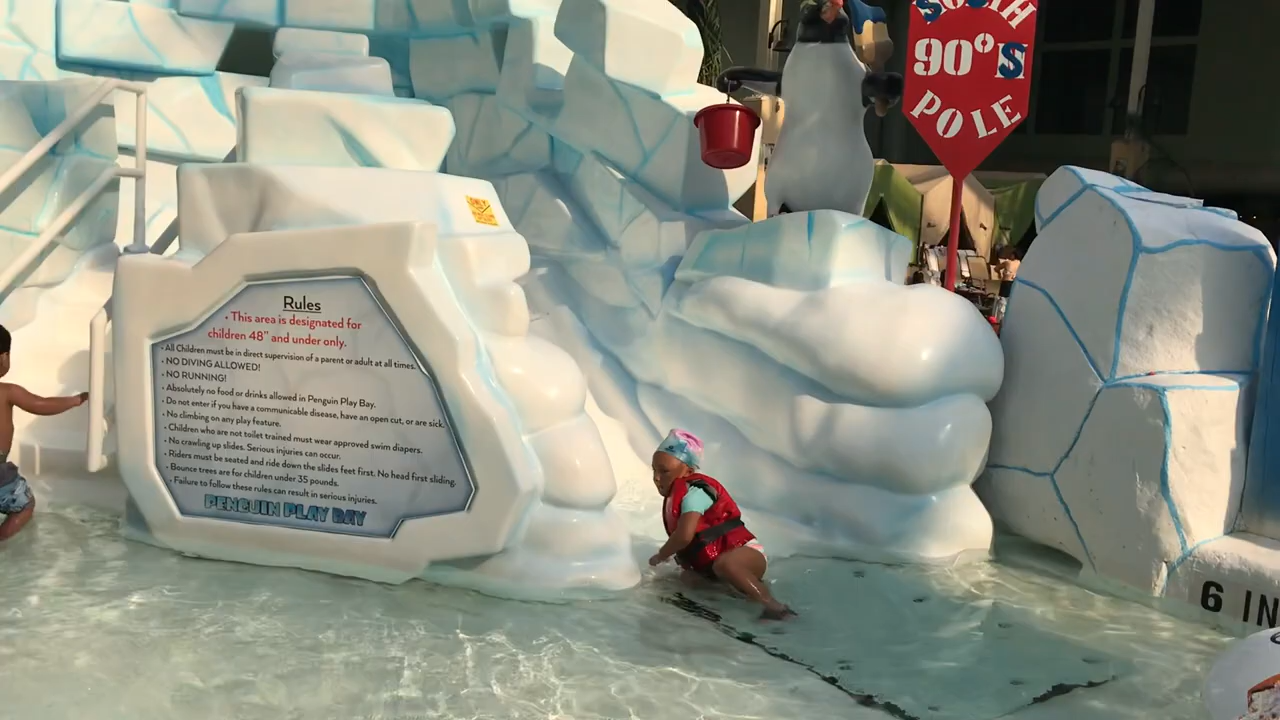 SOUTH
90°S
POLE
Rules
• This area is designated for
children 48" and under only.
• All Children must be in direct supervision of a parent or adult at all times.
• NO DIVING ALLOWED!
• NO RUNNING!
• Absolutely no food or drinks allowed in Penguin Play Bay.
• Do not enter if you have a communicable disease, have an open cut, or are sick.
• No climbing on any play feature.
• Children who are not toilet trained must wear approved swim diapers.
• No crawling up slides. Serious injuries can occur.
• Riders must be seated and ride down the slides feet first. No head first sliding.
• Bounce trees are for children under 35 pounds.
• Failure to follow these rules can result in serious injuries.
PENGUIN PLAY BAY
6 IN